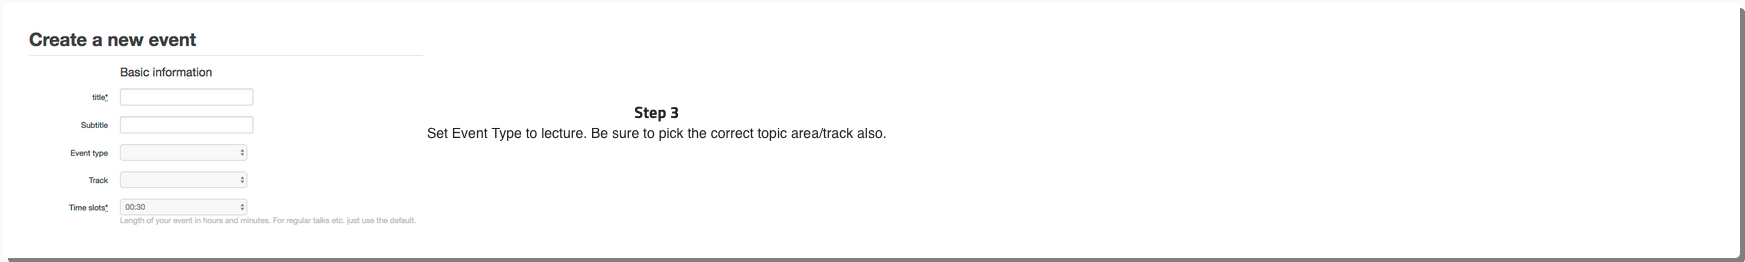 Create a new event
Basic information
title*
Subtitle
Event type
Track
Time slots* 00:30
Length of your event in hours and minutes. For regular talks etc. just use the default.
Step 3
Set Event Type to lecture. Be sure to pick the correct topic area/track also.